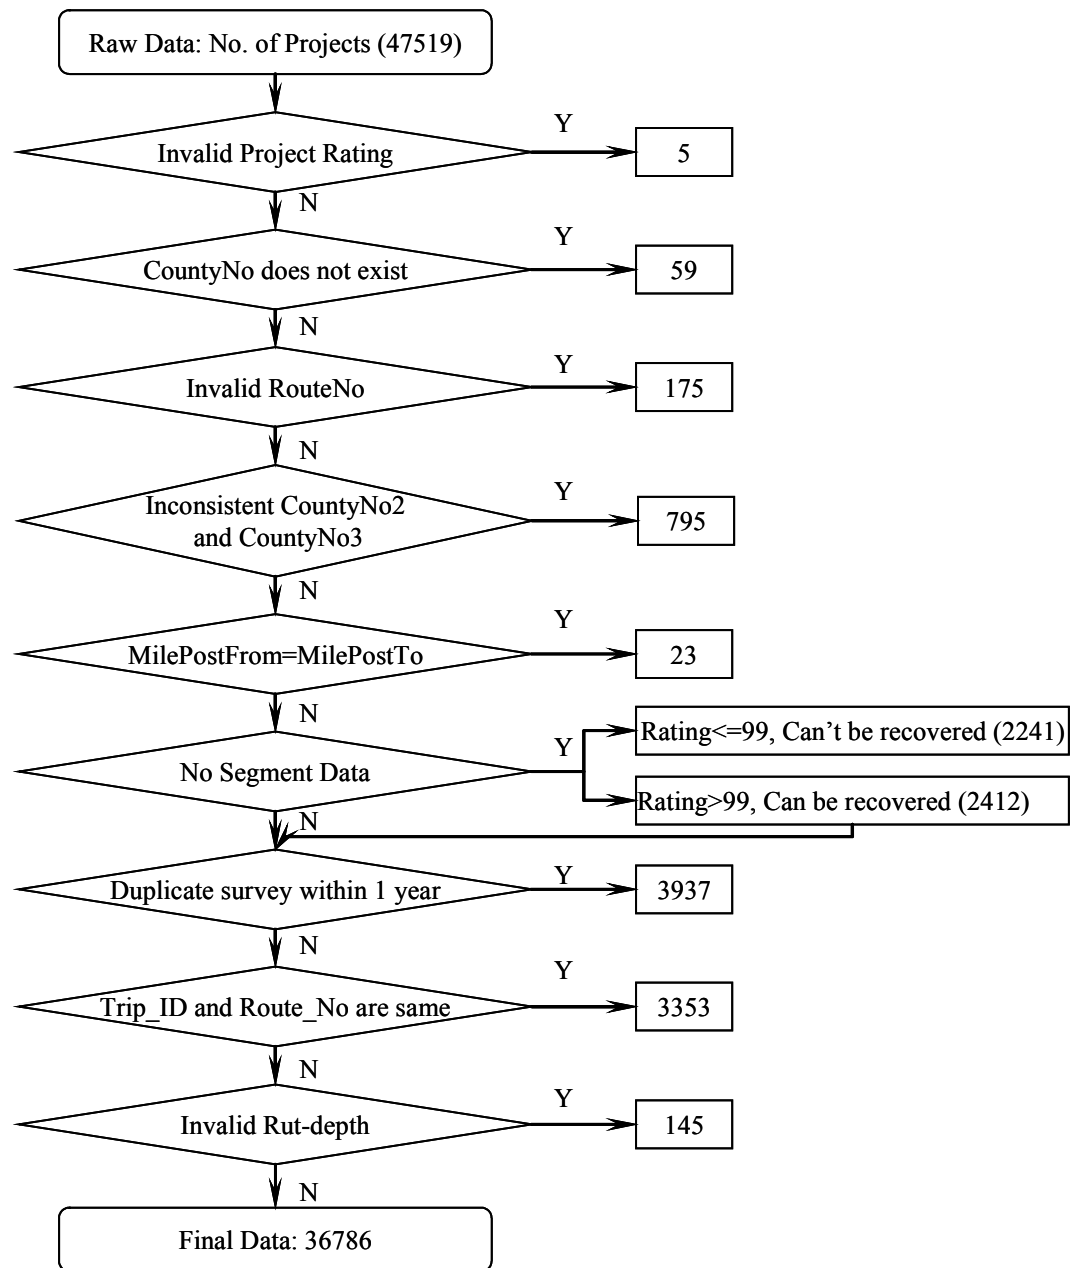 Raw Data: No. of Projects (47519)
Y
Invalid Project Rating
5
N
Y
CountyNo does not exist
59
N
Y
Invalid RouteNo
175
N
Y
Inconsistent CountyNo2
and CountyNo3
795
N
Y
MilePostFrom=MilePostTo
23
N
Rating<=99, Can't be recovered (2241)
Y
No Segment Data
Rating>99, Can be recovered (2412)
N
Y
Duplicate survey within 1 year
3937
N
Y
Trip_ID and Route_No are same
3353
N
Y
Invalid Rut-depth
145
N
Final Data: 36786